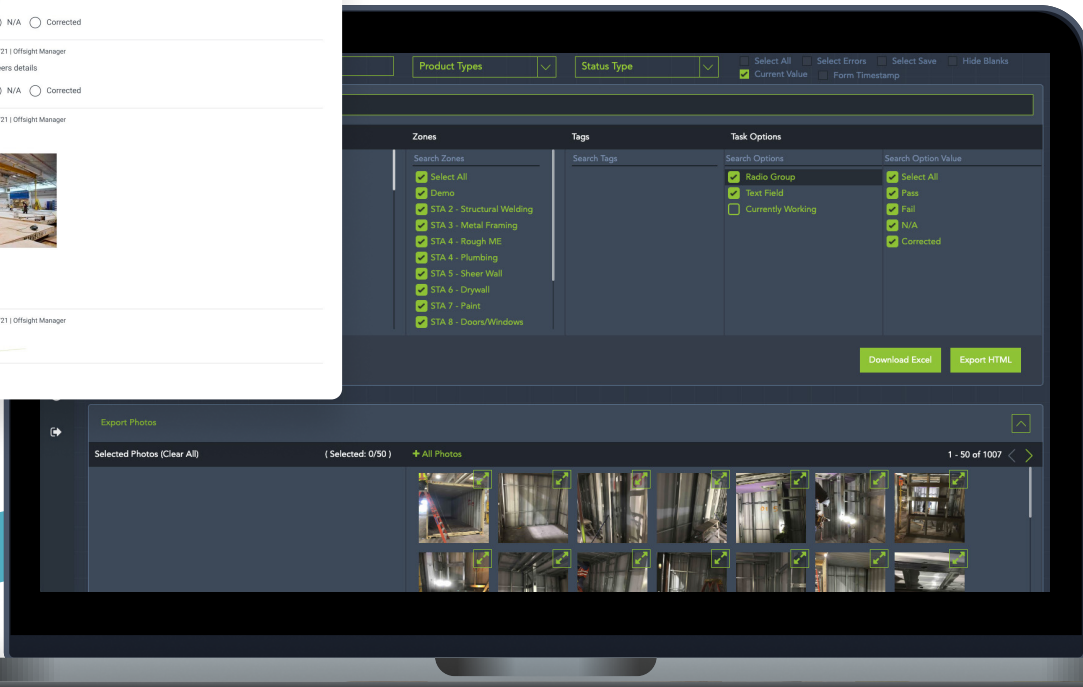 N/A Corrected
21 | Offsight Manager
details
N/A Corrected
21 | Offsight Manager
21 | Offsight Manager
Product Types
Status Type
Select All Select Errors Select Save Hide Blanks
Current Value Form Timestamp
Zones Tags Task Options
Search Zones Search Tags Search Options Search Option Value
Select All Radio Group Select All
Demo Text Field Pass
STA 2 - Structural Welding Currently Working Fail
STA 3 - Metal Framing N/A
STA 4 - Rough ME Corrected
STA 4 - Plumbing
STA 5 - Sheer Wall
STA 6 - Drywall
STA 7 - Paint
STA 8 - Doors/Windows
Download Excel Export HTML
Export Photos
Selected Photos (Clear All) ( Selected: 0/50 ) + All Photos 1 - 50 of 1007